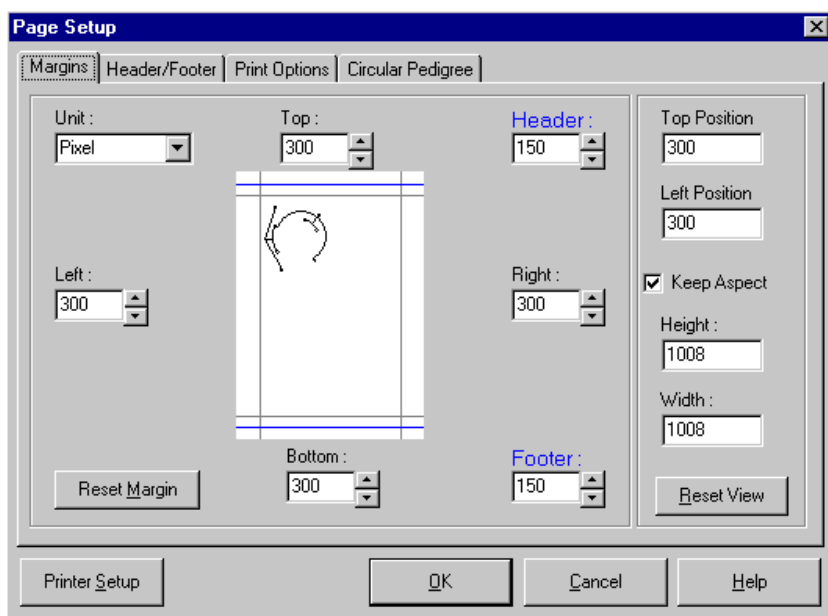 Page Setup
Margins Header/Footer Print Options Circular Pedigree
Unit :
Pixel
Top :
300
Header :
150
Top Position
300
Left Position
300
Left :
300
Right :
300
Keep Aspect
Height :
1008
Width :
1008
Bottom :
300
Footer :
150
Reset Margin
Reset View
Printer Setup
OK
Cancel
Help